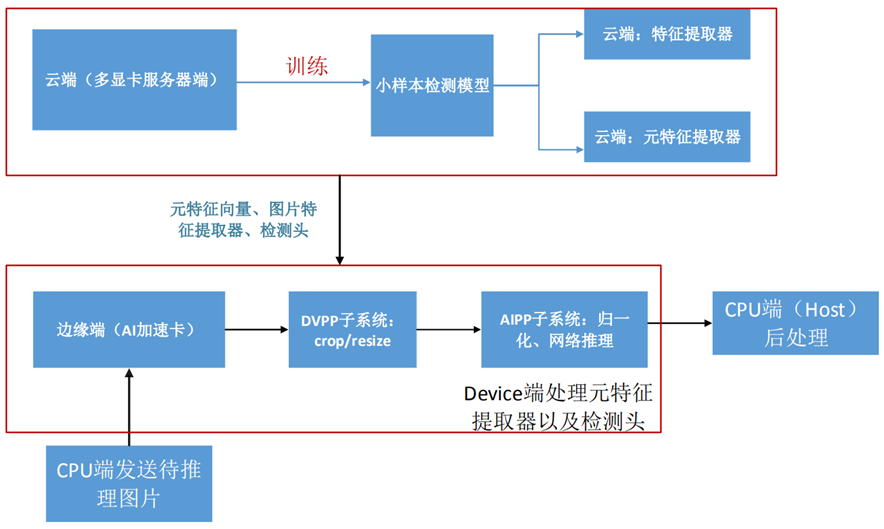 云端（多显卡服务器端）
训练
小样本检测模型
云端：特征提取器
云端：元特征提取器
元特征向量、图片特
征提取器、检测头
边缘端（AI加速卡）
DVPP子系统：
crop/resize
AIPP子系统：归一
化、网络推理
CPU端（Host）
后处理
Device端处理元特征
提取器以及检测头
CPU端发送待推
理图片